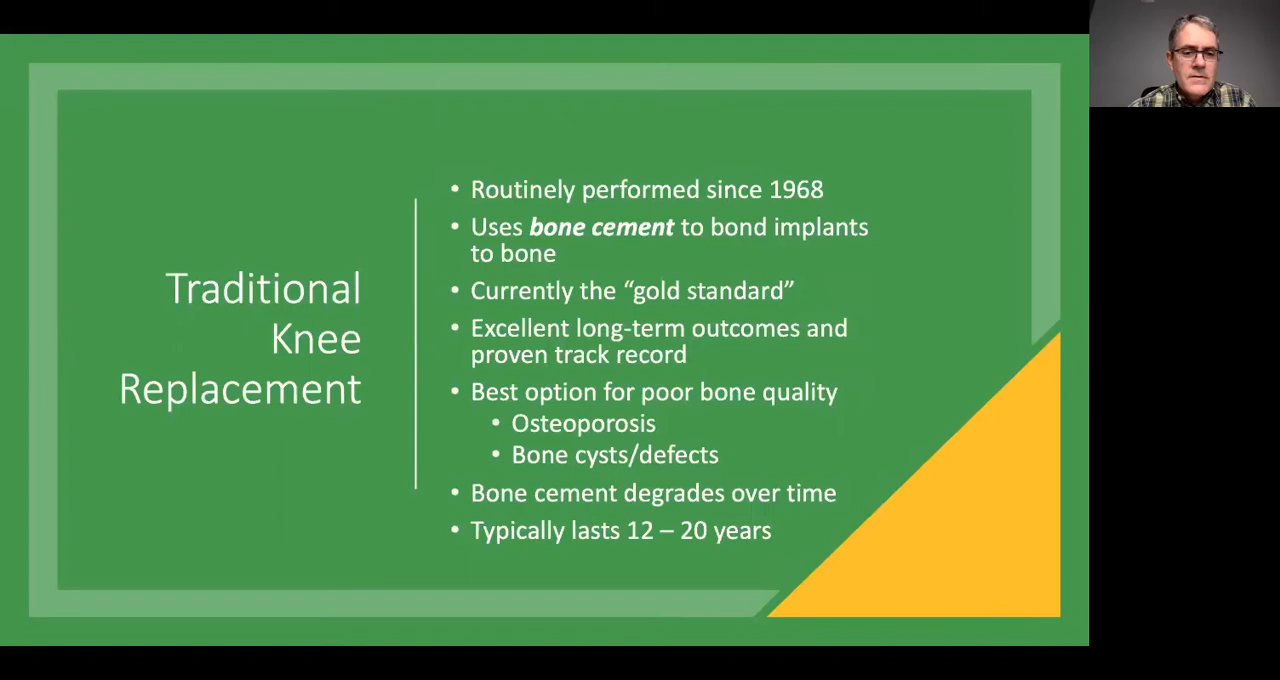 Traditional
Knee
Replacement
• Routinely performed since 1968
• Uses bone cement to bond implants
to bone
• Currently the “gold standard”
• Excellent long-term outcomes and
proven track record
• Best option for poor bone quality
• Osteoporosis
• Bone cysts/defects
• Bone cement degrades over time
• Typically lasts 12 – 20 years